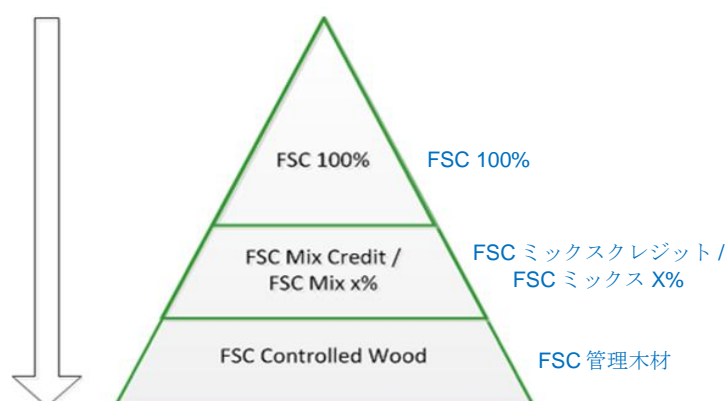 FSC 100%
FSC 100%
FSC Mix Credit /
FSC Mix x%
FSC ミックスクレジット /
FSC ミックス X%
FSC Controlled Wood
FSC 管理木材